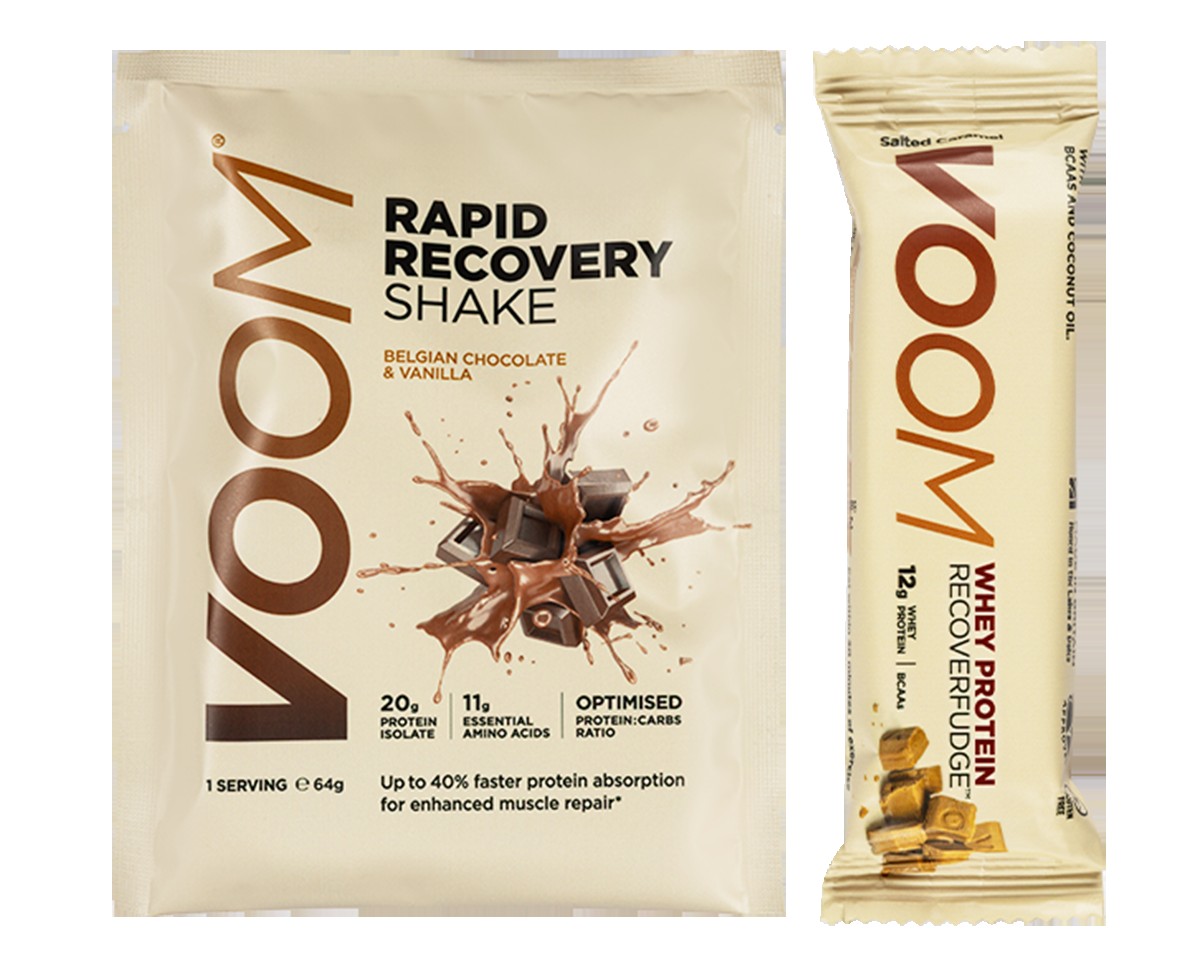 VOOM®
RAPID
RECOVERY
SHAKE
BELGIAN CHOCOLATE
& VANILLA
20g
PROTEIN
ISOLATE
11g
ESSENTIAL
AMINO ACIDS
OPTIMISED
PROTEIN:CARBS
RATIO
1 SERVING ℮ 64g
Up to 40% faster protein absorption
for enhanced muscle repair*
Salted Caramel
VOOM
WHEY PROTEIN
RECOVERFUDGE™
12g
WHEY
PROTEIN
BCAAs
WITH
BCAAS AND COCONUT OIL.
FREE